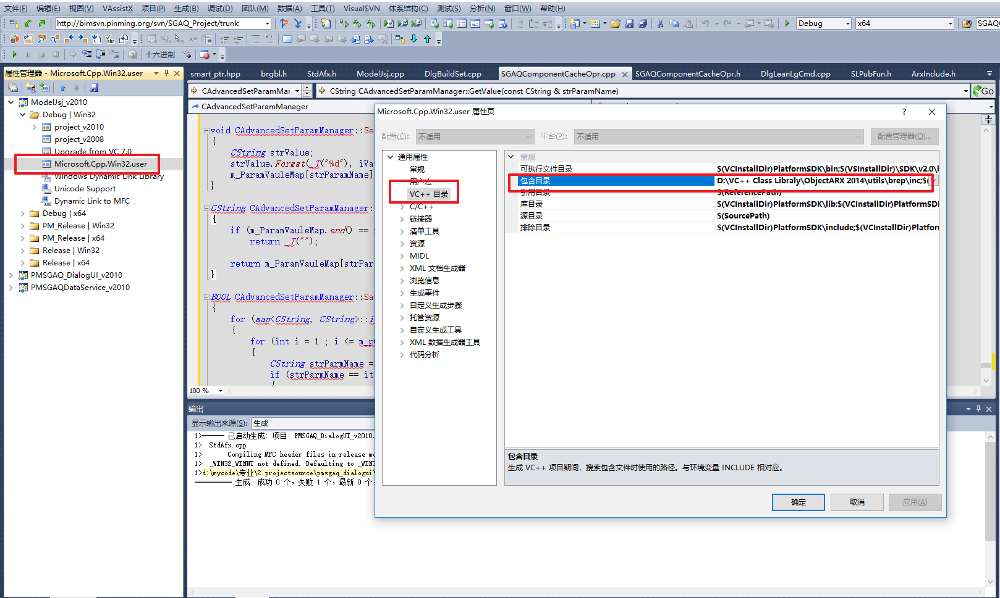 文件(F) 编辑(E) 视图(V) VAssistX 项目(P) 生成(B) 调试(D) 团队(M) 数据(A) 工具(T) VisualSVN 体系结构(C) 测试(S) 分析(N) 窗口(W) 帮助(H)
http://bimsvn.pinming.org/svn/SGAQ_Project/trunk Debug x64 SGAQ
十六进制
属性管理器 - Microsoft.Cpp.Win32.user
ModelJsj_v2010
Debug | Win32
project_v2010
project_v2008
Upgrade from VC 7.0
Microsoft.Cpp.Win32.user
Windows Dynamic Link Library
Unicode Support
Dynamic Link to MFC
Debug | x64
PM_Release | Win32
PM_Release | x64
Release | Win32
Release | x64
PMSGAQ_DialogUI_v2010
PMSGAQDataService_v2010
smart_ptr.hpp brgbl.h StdAfx.h ModelJsj.cpp DlgBuildSet.cpp SGAQComponentCacheOpr.cpp SGAQComponentCacheOpr.h DlgLeanLgCmd.cpp SLPubFun.h ArxInclude.h
CAdvancedSetParamMar CString CAdvancedSetParamManager::GetValue(const CString & strParamName) Go
CAdvancedSetParamManager
void CAdvancedSetParamManager::Se
{
CString strValue;
strValue.Format(_T("%d"), iVa
m_ParamVauleMap[strParamName]
}
CString CAdvancedSetParamManager:
{
if (m_ParamVauleMap.end() ==
return _T("");
return m_ParamVauleMap[strPar
}
BOOL CAdvancedSetParamManager::Sa
{
for (map<CString, CString>::i
{
for (int i = 1 ; i <= m_p
{
CString strParmName =
if (strParmName == it
{
100 %
输出
显示输出来源(S): 生成
1>------ 已启动生成: 项目: PMSGAQ_DialogUI_v2010,
1> StdAfx.cpp
1> Compiling MFC header files in release mo
1> _WIN32_WINNT not defined. Defaulting to _WIN3
1>d:\mycode\专业\2.projectsource\pmsgaq_dialogui\
========== 生成: 成功 0 个，失败 1 个，最新 0 个，
Microsoft.Cpp.Win32.user 属性页
?
配置(C): 不适用 平台(P): 不适用 配置管理器(O)...
通用属性
常规
用户宏
VC++ 目录
C/C++
链接器
清单工具
资源
MIDL
XML 文档生成器
浏览信息
生成事件
自定义生成步骤
托管资源
自定义生成工具
XML 数据生成器工具
代码分析
常规
可执行文件目录 $(VCInstallDir)PlatformSDK\bin;$(VSInstallDir)\SDK\v2.0\b
包含目录 D:\VC++ Class Libraly\ObjectARX 2014\utils\brep\inc;$(
引用目录 $(ReferencePath)
库目录 $(VCInstallDir)PlatformSDK\lib;$(VCInstallDir)PlatformSD
源目录 $(SourcePath)
排除目录 $(VCInstallDir)PlatformSDK\include;$(VCInstallDir)Platforn
包含目录
生成 VC++ 项目期间，搜索包含文件时使用的路径。与环境变量 INCLUDE 相对应。
确定 取消 应用(A)